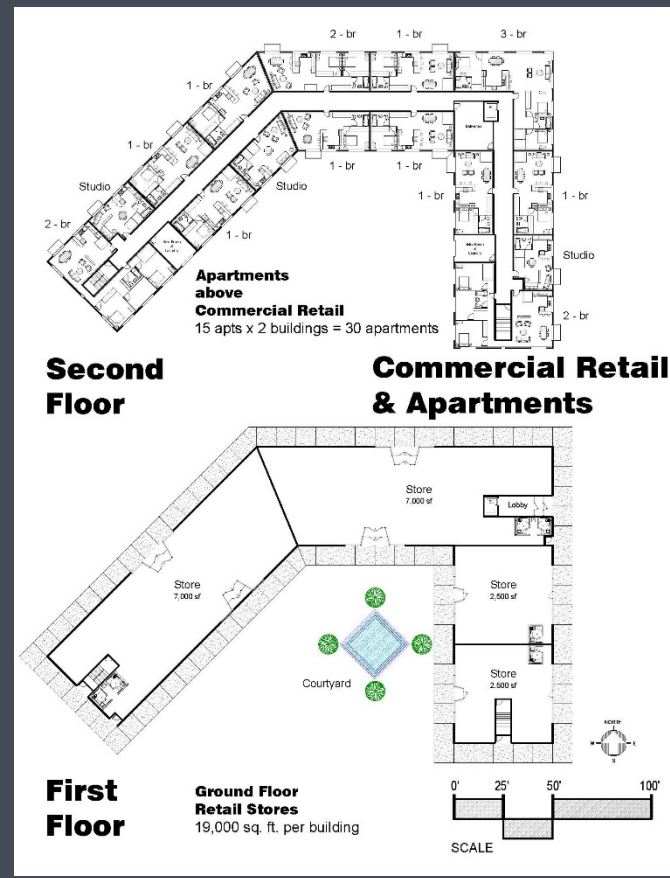 2 - br
1 - br
3 - br
1 - br
1 - br
Studio
2 - br
1 - br
1 - br
Studio
1 - br
1 - br
1 - br
Studio
2 - br
Apartments
above
Commercial Retail
15 apts x 2 buildings = 30 apartments
Second
Floor
Commercial Retail
& Apartments
Store
7,000 sf
Lobby
Store
7,000 sf
Store
2,500 sf
Store
2,500 sf
Courtyard
NORTH
W
E
S
First
Floor
Ground Floor
Retail Stores
19,000 sq. ft. per building
0'
25'
50'
100'
SCALE